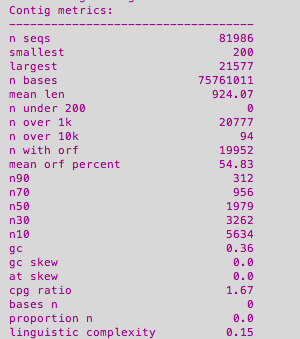 Contig metrics:
-----------------------------------
n seqs 81986
smallest 200
largest 21577
n bases 75761011
mean len 924.07
n under 200 0
n over 1k 20777
n over 10k 94
n with orf 19952
mean orf percent 54.83
n90 312
n70 956
n50 1979
n30 3262
n10 5634
gc 0.36
gc skew 0.0
at skew 0.0
cpg ratio 1.67
bases n 0
proportion n 0.0
linguistic complexity 0.15